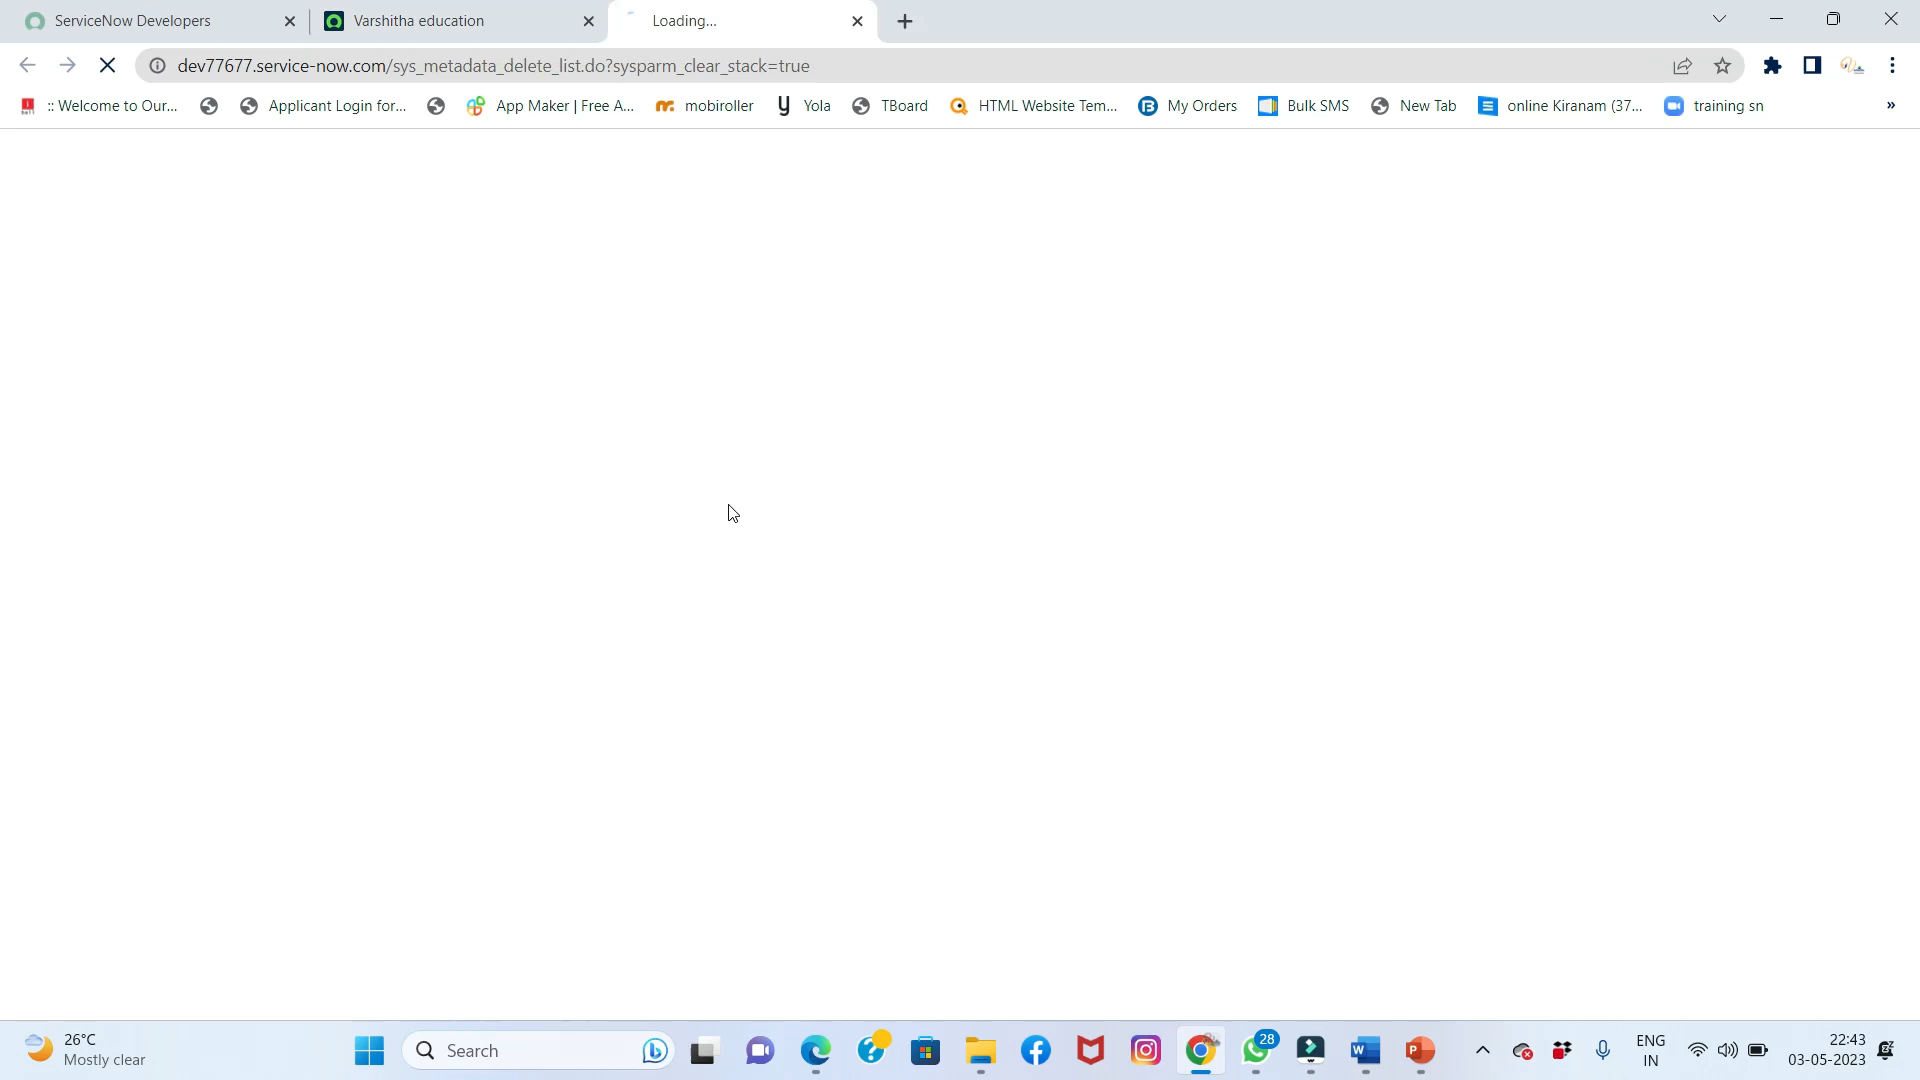 ServiceNow Developers
Varshitha education
Loading...
dev77677.service-now.com/sys_metadata_delete_list.do?sysparm_clear_stack=true
:: Welcome to Our...
Applicant Login for...
App Maker | Free A...
mobiroller
Yola
TBoard
HTML Website Tem...
My Orders
Bulk SMS
New Tab
online Kiranam (37...
training sn
»
26°C
Mostly clear
Search
28
ENG
IN
22:43
03-05-2023